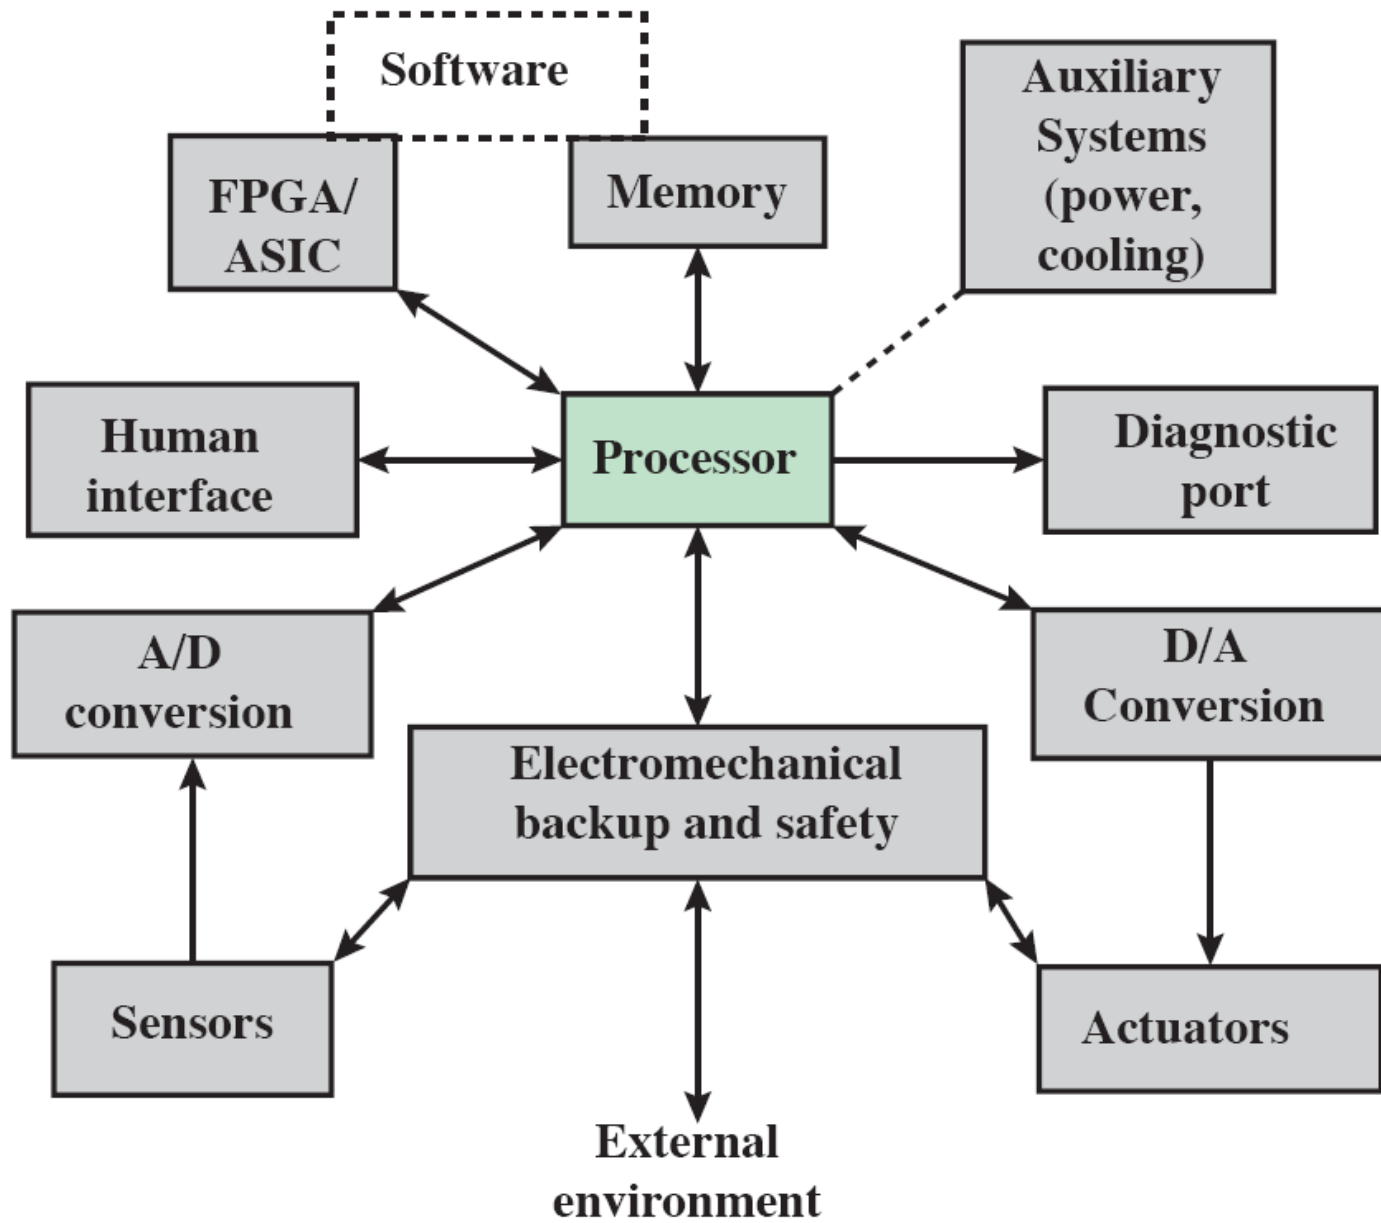 Software
Auxiliary
Systems
(power,
cooling)
FPGA/
ASIC
Memory
Human
interface
Processor
Diagnostic
port
A/D
conversion
D/A
Conversion
Electromechanical
backup and safety
Sensors
Actuators
External
environment